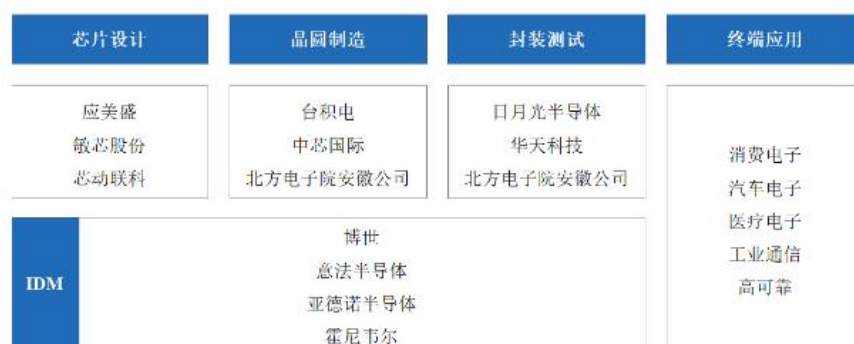 芯片设计
晶圆制造
封装测试
终端应用
应美盛
敏芯股份
芯动联科
台积电
中芯国际
北方电子院安徽公司
日月光半导体
华天科技
北方电子院安徽公司
消费电子
汽车电子
医疗电子
工业通信
高可靠
IDM
博世
意法半导体
亚德诺半导体
霍尼韦尔